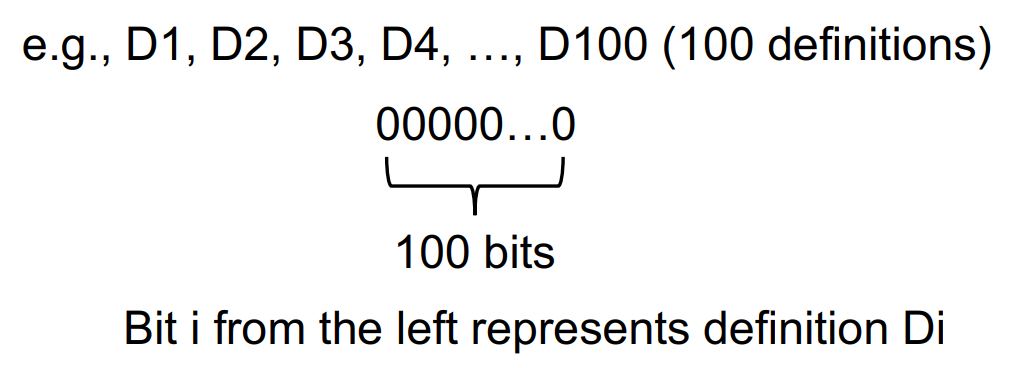 e.g., D1, D2, D3, D4, …, D100 (100 definitions)
00000…0
100 bits
Bit i from the left represents definition Di